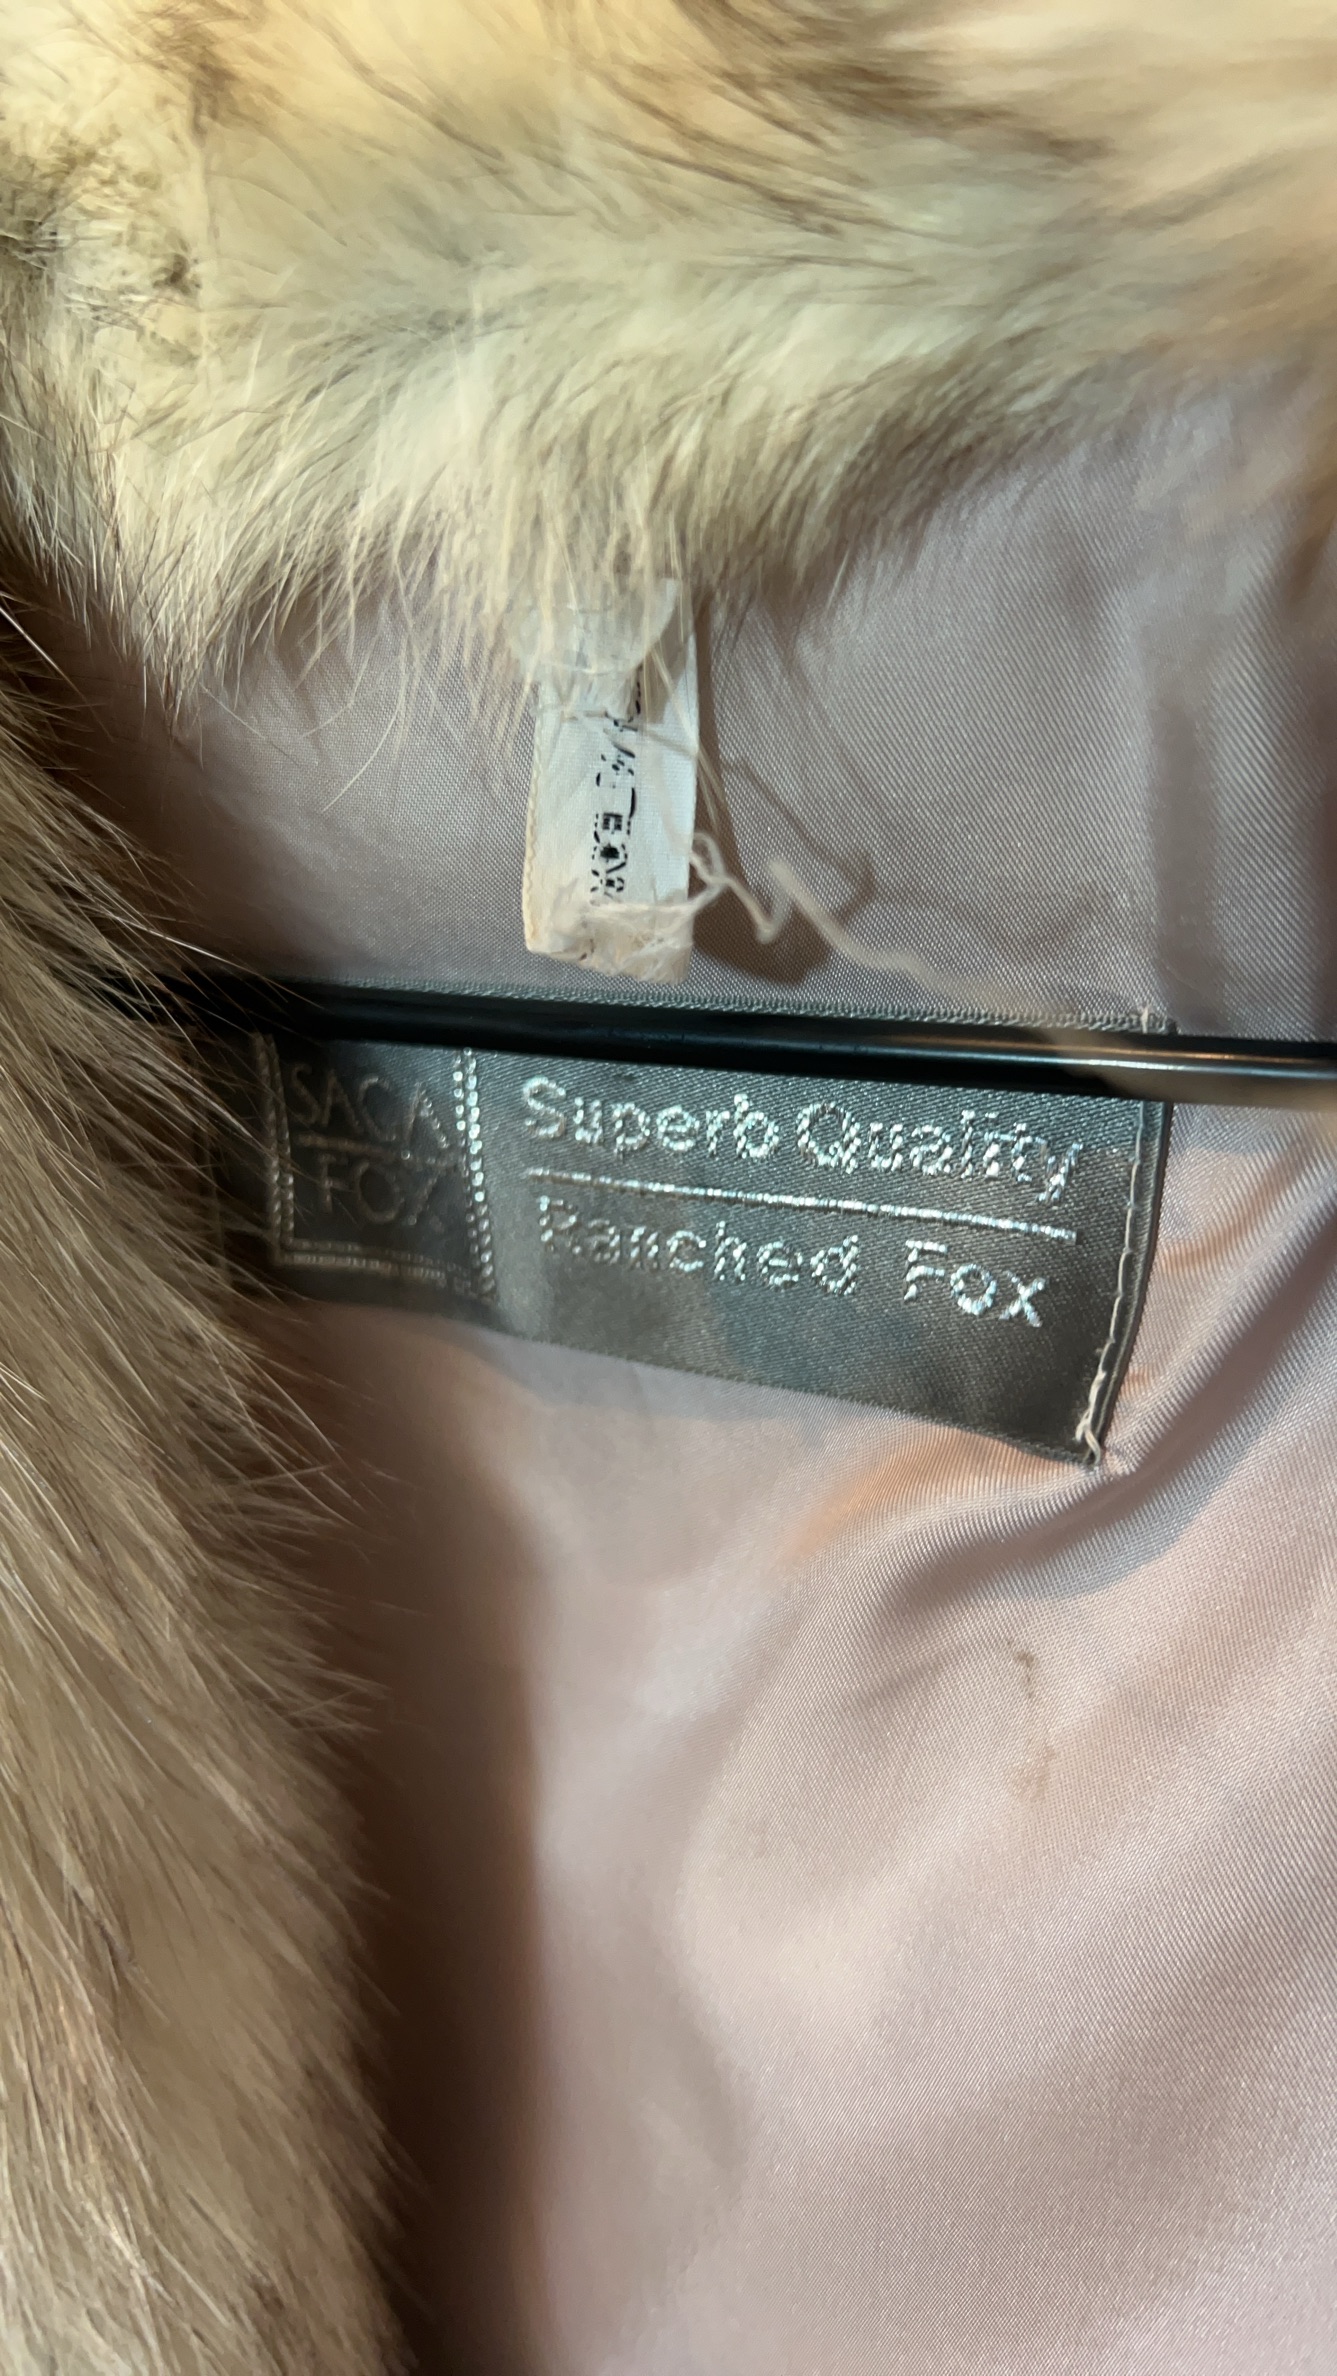 SAGA
FOX
Superb Quality
Ranched Fox